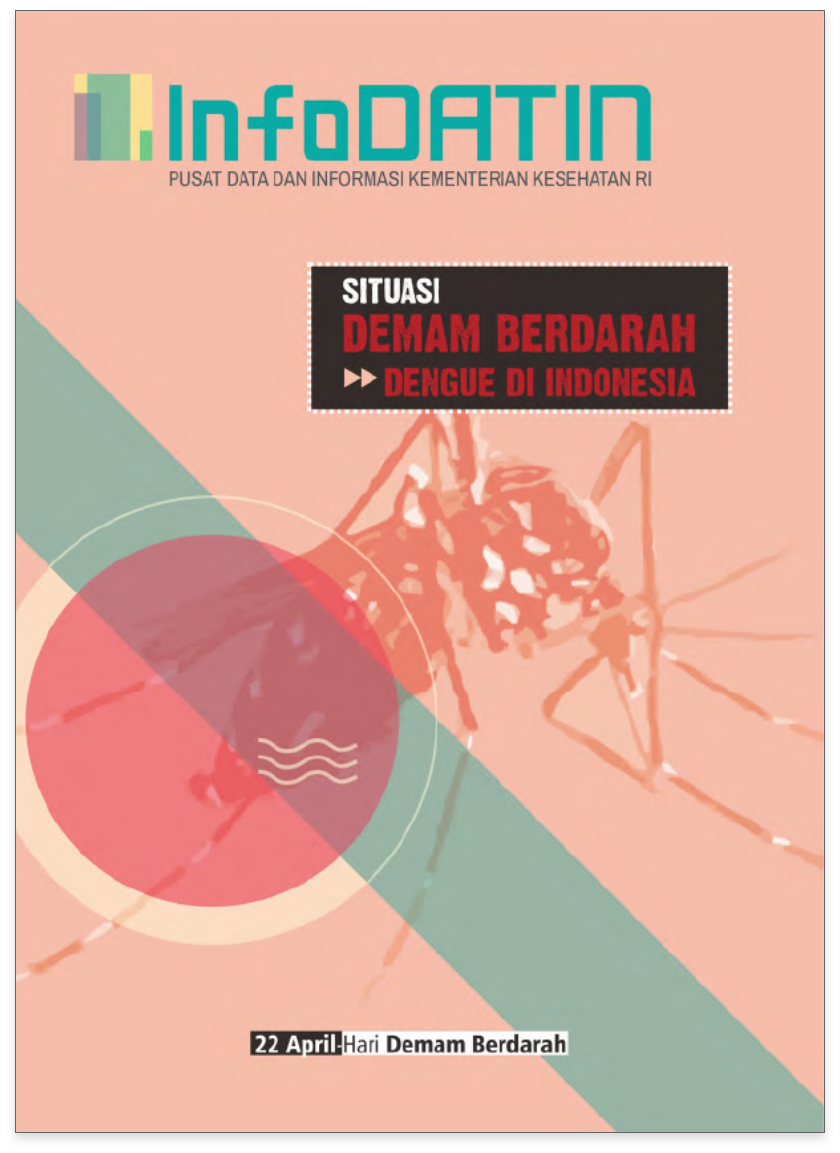 InfoDATIN
PUSAT DATA DAN INFORMASI KEMENTERIAN KESEHATAN RI
SITUASI
DEMAM BERDARAH
DENGUE DI INDONESIA
22 April-Hari Demam Berdarah